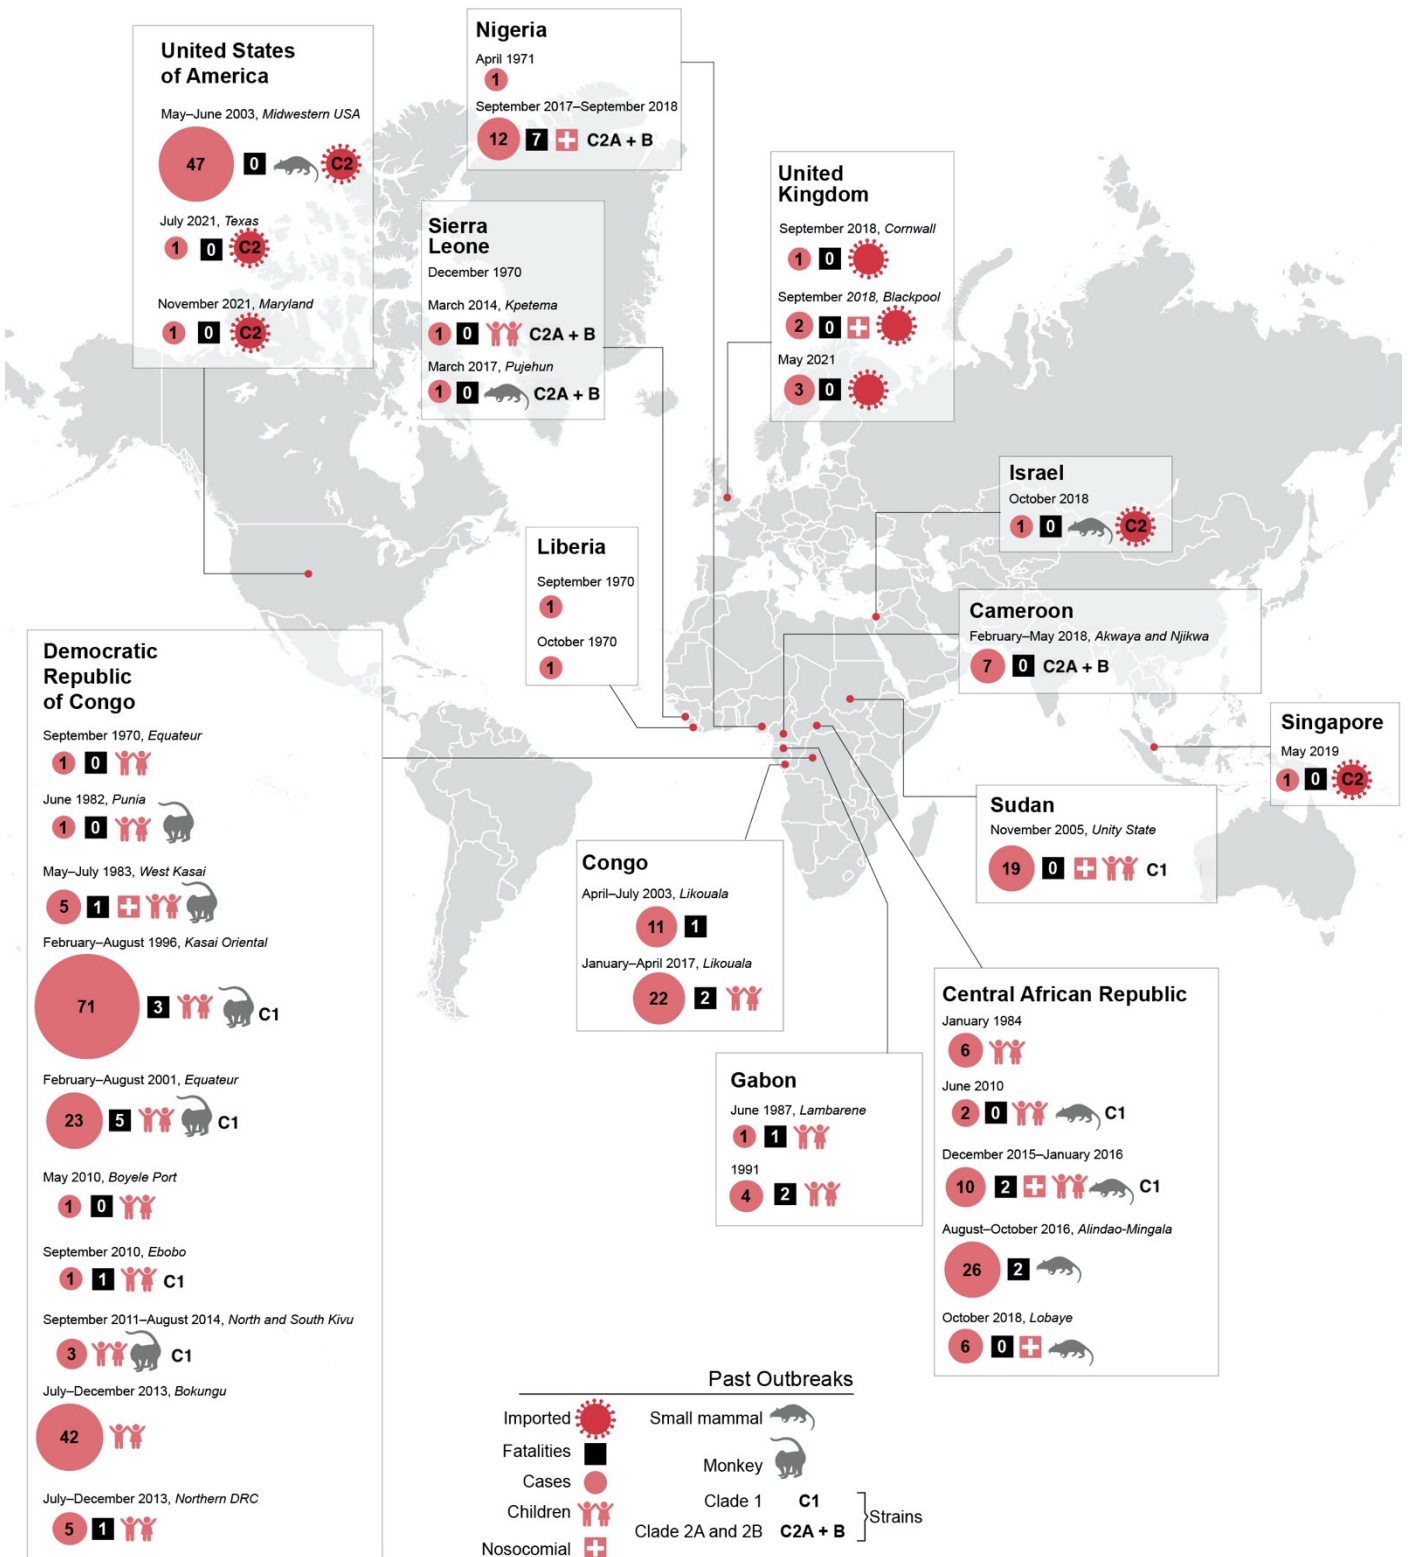 United States
of America
May–June 2003, Midwestern USA
47 0 C2
July 2021, Texas
1 0 C2
November 2021, Maryland
1 0 C2
Nigeria
April 1971
1
September 2017–September 2018
12 7 C2A + B
Sierra
Leone
December 1970
March 2014, Kpetema
1 0 C2A + B
March 2017, Pujehun
1 0 C2A + B
United
Kingdom
September 2018, Cornwall
1 0
September 2018, Blackpool
2 0
May 2021
3 0
Israel
October 2018
1 0 C2
Liberia
September 1970
1
October 1970
1
Cameroon
February–May 2018, Akwaya and Njikwa
7 0 C2A + B
Singapore
May 2019
1 0 C2
Sudan
November 2005, Unity State
19 0 C1
Democratic
Republic
of Congo
September 1970, Equateur
1 0
June 1982, Punia
1 0
May–July 1983, West Kasai
5 1
February–August 1996, Kasai Oriental
71 3 C1
February–August 2001, Equateur
23 5 C1
May 2010, Boyele Port
1 0
September 2010, Ebobo
1 1 C1
September 2011–August 2014, North and South Kivu
3 C1
July–December 2013, Bokungu
42
July–December 2013, Northern DRC
5 1
Congo
April–July 2003, Likouala
11 1
January–April 2017, Likouala
22 2
Gabon
June 1987, Lambarene
1 1
1991
4 2
Central African Republic
January 1984
6
June 2010
2 0 C1
December 2015–January 2016
10 2 C1
August–October 2016, Alindao-Mingala
26 2
October 2018, Lobaye
6 0
Past Outbreaks
Imported Small mammal
Fatalities
Monkey
Cases
Clade 1 C1
Children
Strains
Clade 2A and 2B C2A + B
Nosocomial